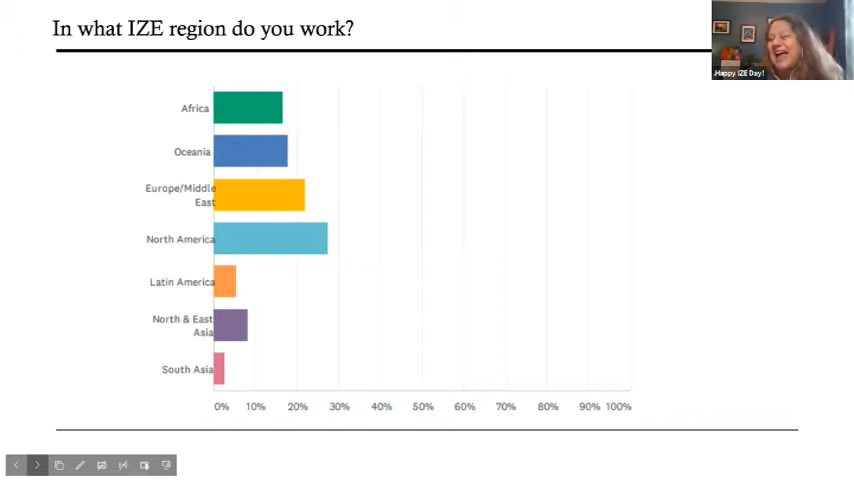 In what IZE region do you work?
.Happy IZE Day!
Africa
Oceania
Europe/Middle
East
North America
Latin America
North & East
Asia
South Asia
0% 10% 20% 30% 40% 50% 60% 70% 80% 90% 100%